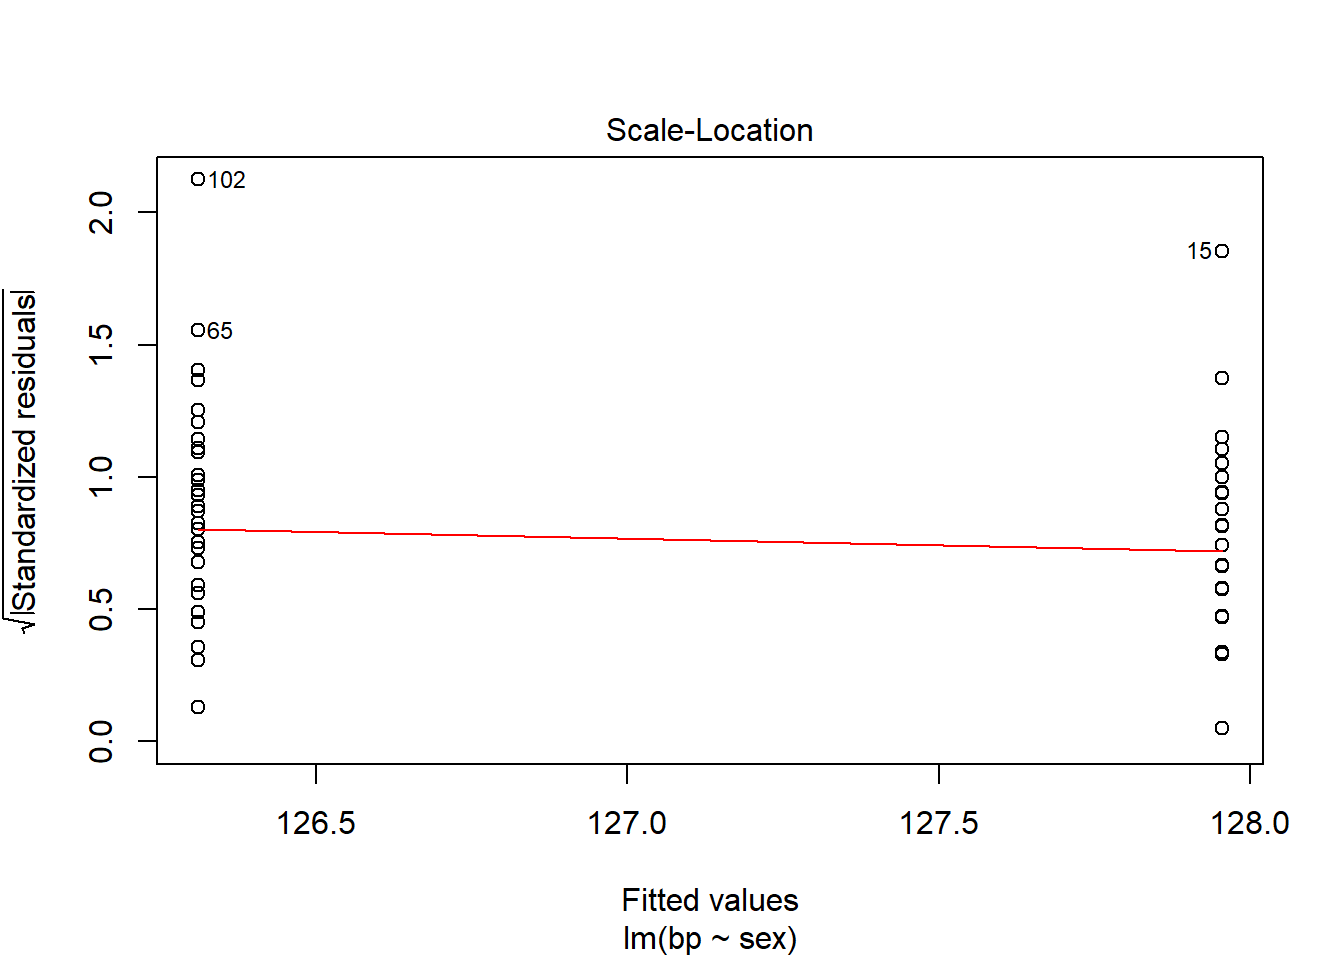 Scale-Location
√|Standardized residuals|
2.0
1.5
1.0
0.5
0.0
102
65
15
126.5 127.0 127.5 128.0
Fitted values
lm(bp ~ sex)